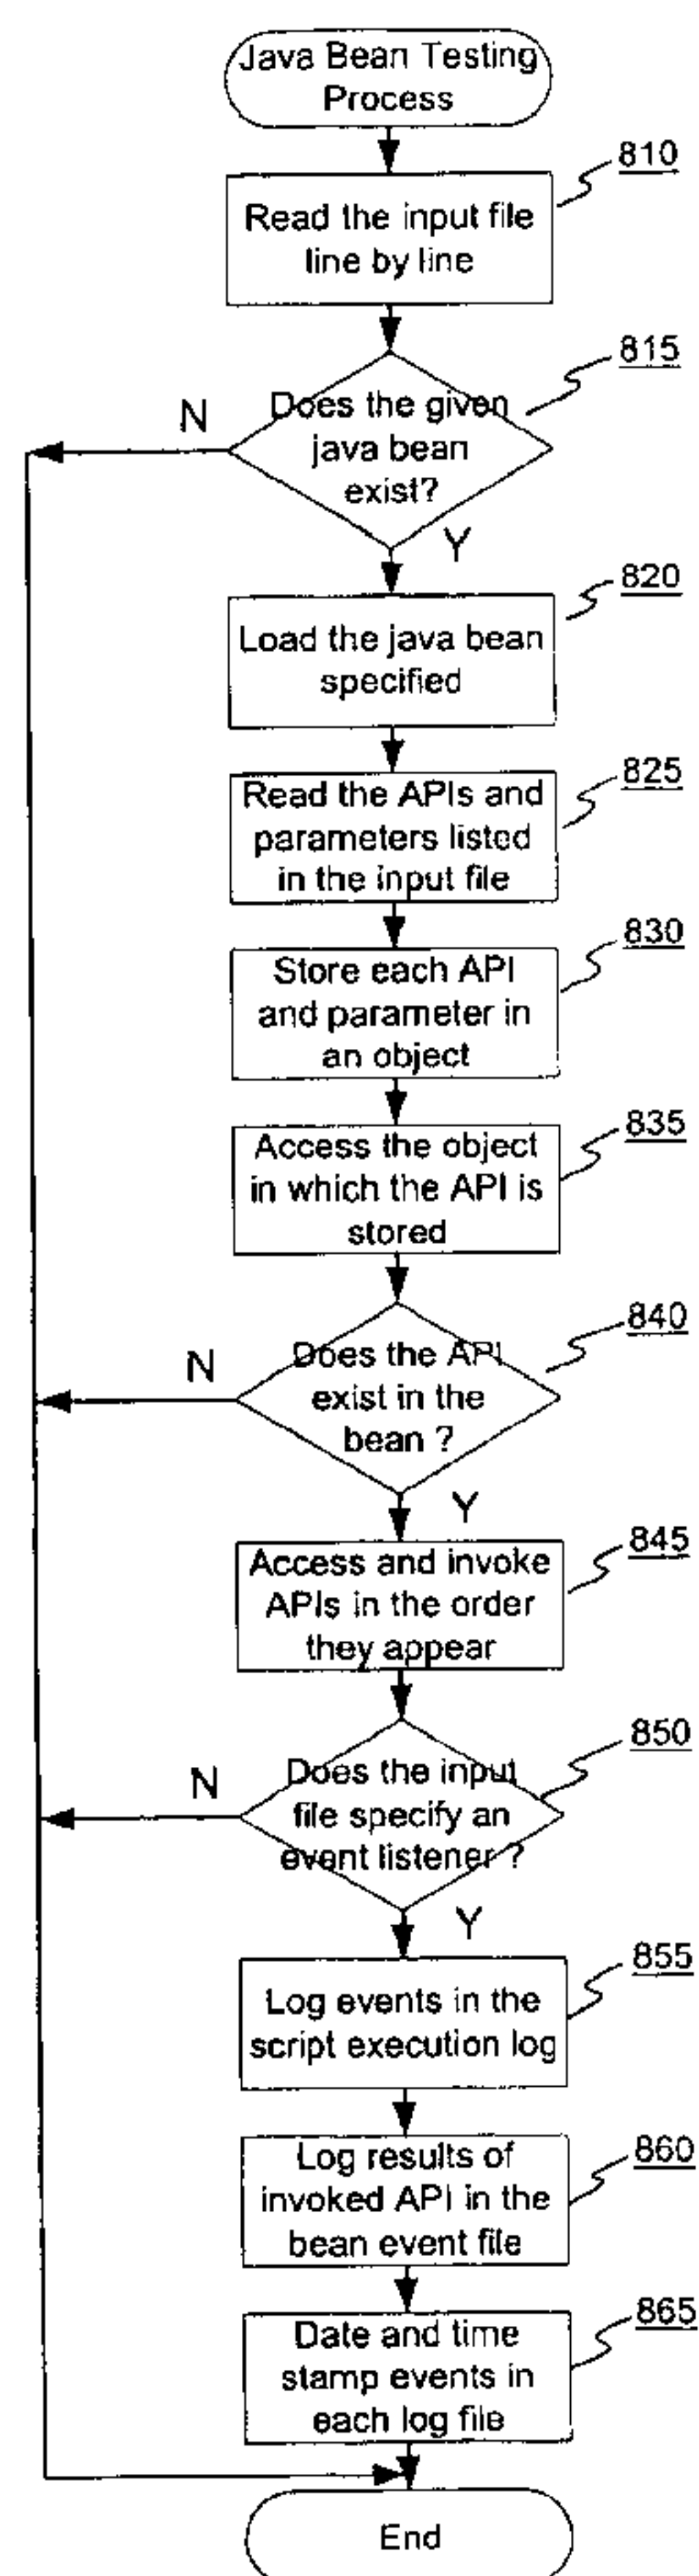 Java Bean Testing
Process
810
Read the input file
line by line
815
N
Does the given
java bean
exist?
Y
820
Load the java bean
specified
825
Read the APIs and
parameters listed
in the input file
830
Store each API
and parameter in
an object
835
Access the object
in which the API is
stored
840
N
Does the API
exist in the
bean ?
Y
845
Access and invoke
APIs in the order
they appear
850
N
Does the input
file specify an
event listener ?
Y
855
Log events in the
script execution log
860
Log results of
invoked API in the
bean event file
865
Date and time
stamp events in
each log file
End